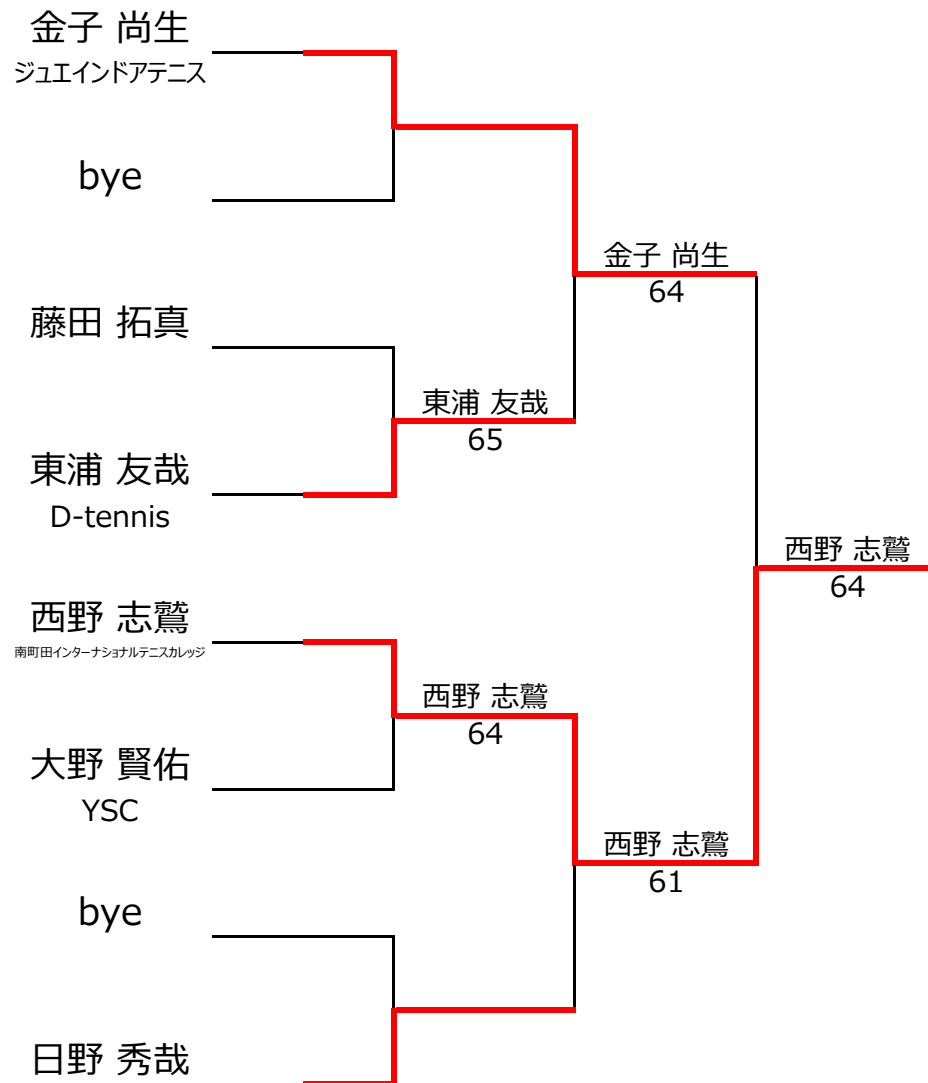 金子 尚生
ジュエインドアテニス
bye
金子 尚生
64
藤田 拓真
東浦 友哉
65
東浦 友哉
D-tennis
西野 志鷲
64
西野 志鷲
南町田インターナショナルテニスカレッジ
西野 志鷲
64
大野 賢佑
YSC
西野 志鷲
61
bye
日野 秀哉